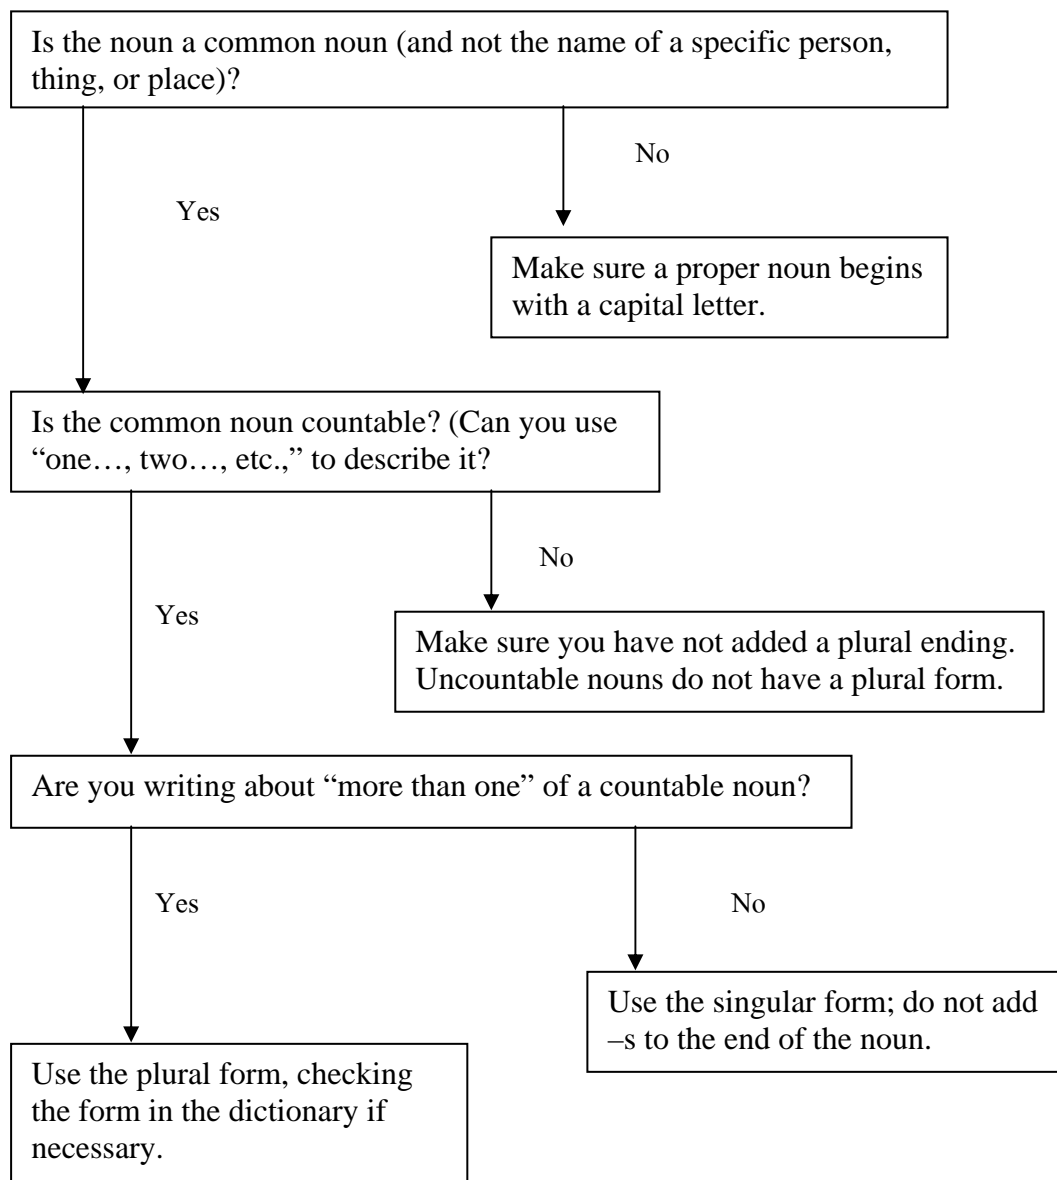 Is the noun a common noun (and not the name of a specific person,
thing, or place)?
No
Yes
Make sure a proper noun begins
with a capital letter.
Is the common noun countable? (Can you use
“one…, two…, etc.,” to describe it?
No
Yes
Make sure you have not added a plural ending.
Uncountable nouns do not have a plural form.
Are you writing about “more than one” of a countable noun?
Yes
No
Use the singular form; do not add
–s to the end of the noun.
Use the plural form, checking
the form in the dictionary if
necessary.